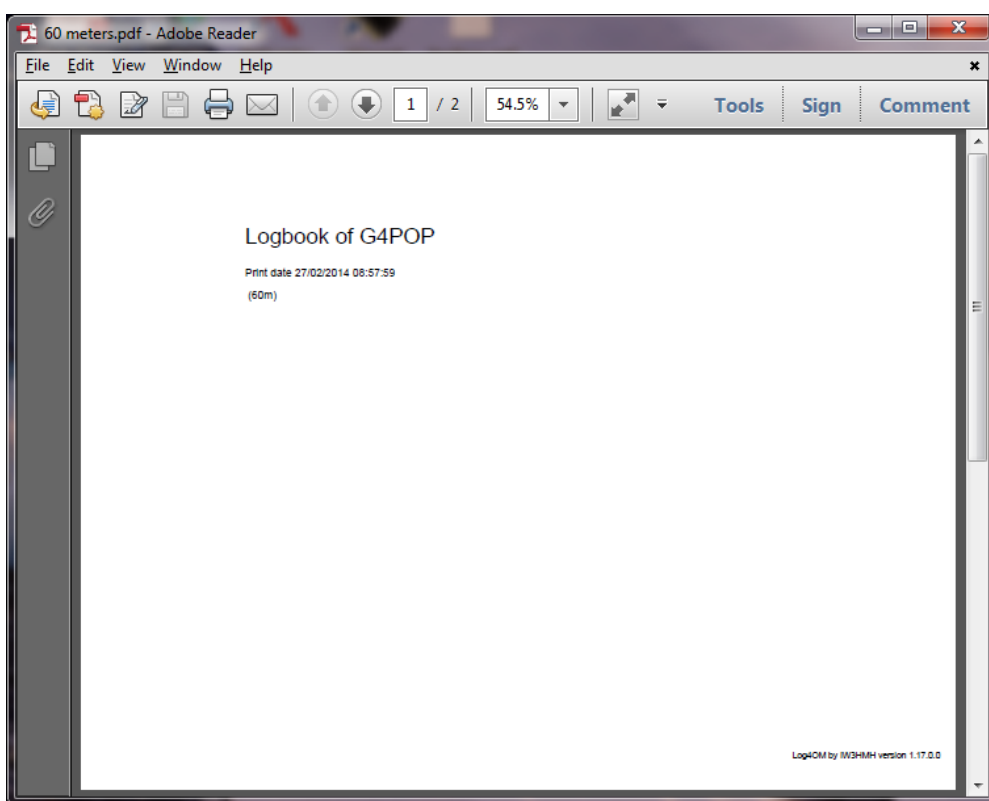 60 meters.pdf - Adobe Reader
File Edit View Window Help
1 / 2 54.5% Tools Sign Comment
Logbook of G4POP
Print date 27/02/2014 08:57:59
(60m)
Log4OM by IW3HMH version 1.17.0.0